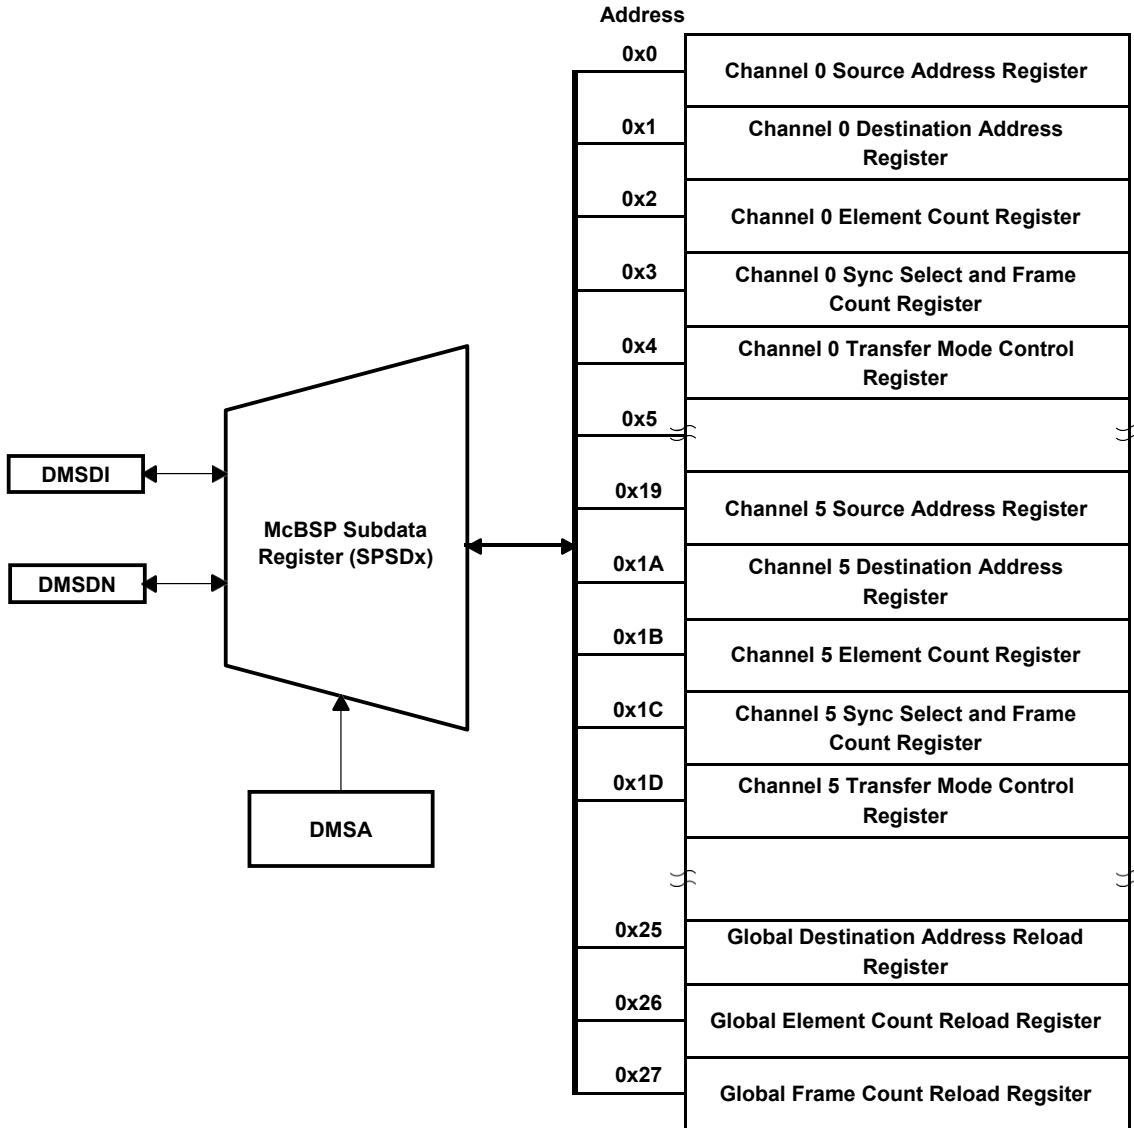 Address
0x0
Channel 0 Source Address Register
0x1
Channel 0 Destination Address
Register
0x2
Channel 0 Element Count Register
0x3
Channel 0 Sync Select and Frame
Count Register
0x4
Channel 0 Transfer Mode Control
Register
0x5
DMSDI
0x19
Channel 5 Source Address Register
McBSP Subdata
Register (SPSDx)
DMSDN
0x1A
Channel 5 Destination Address
Register
0x1B
Channel 5 Element Count Register
0x1C
Channel 5 Sync Select and Frame
Count Register
0x1D
Channel 5 Transfer Mode Control
Register
DMSA
0x25
Global Destination Address Reload
Register
0x26
Global Element Count Reload Register
0x27
Global Frame Count Reload Regsiter